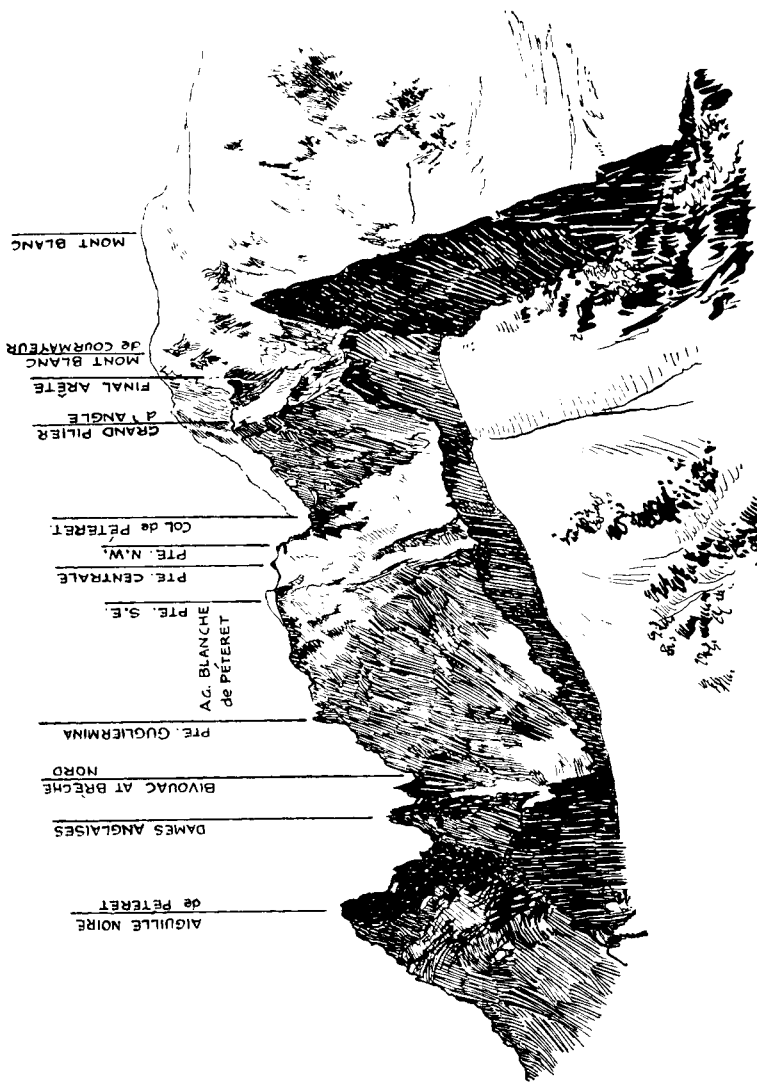 AIGUILLE NOIRE
de PÉTERET
DAMES ANGLAISES
BIVOUAC AT BRÈCHE
NORD
PTE. GUGLIERMINA
AG. BLANCHE
de PÉTERET
PTE. S.E.
PTE. CENTRALE
PTE. N.W.
COL de PÉTERET
GRAND PILIER
d'ANGLE
FINAL ARÊTE
MONT BLANC
de COURMAYEUR
MONT BLANC